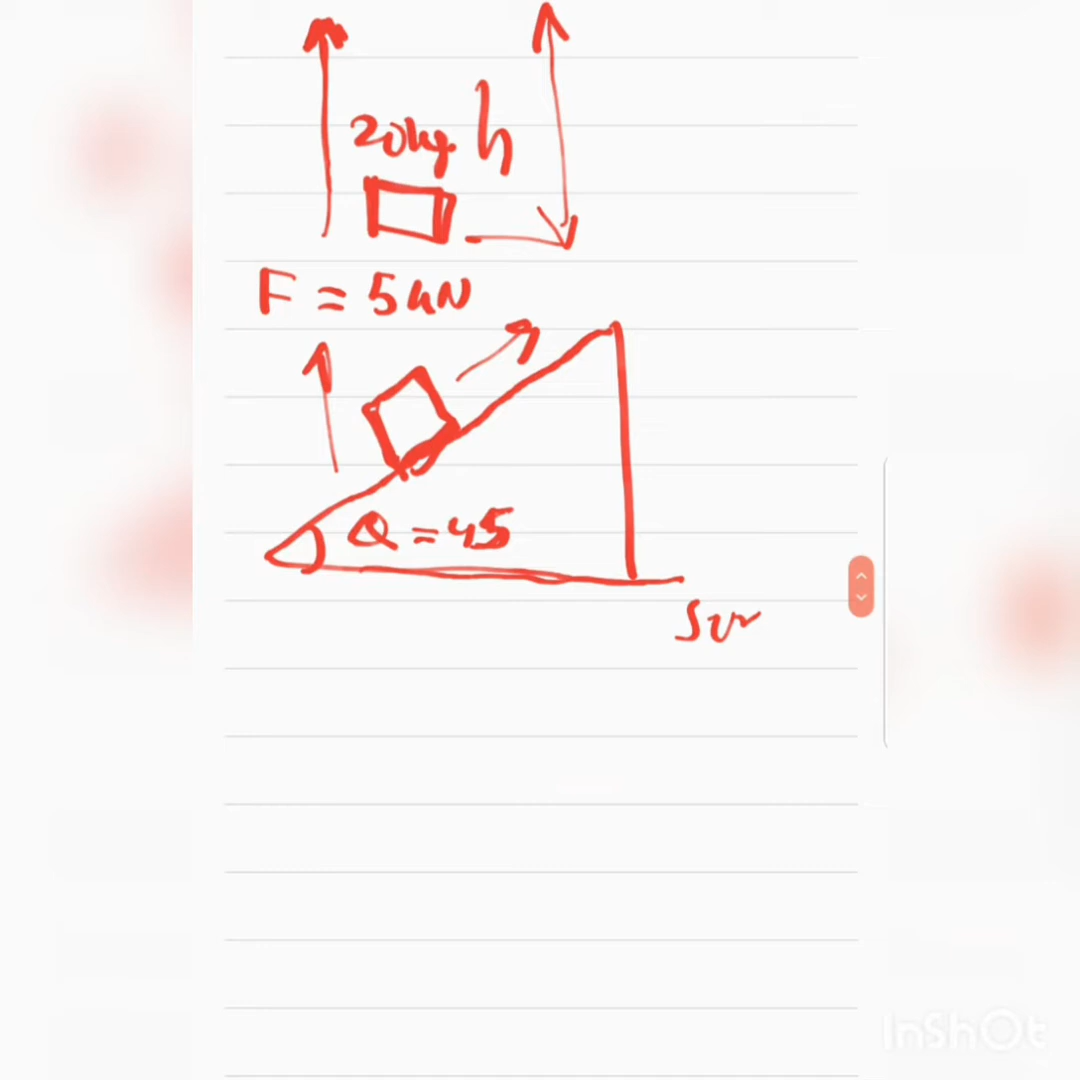 20kg h
F = 5kN
Q = 45
InShOt